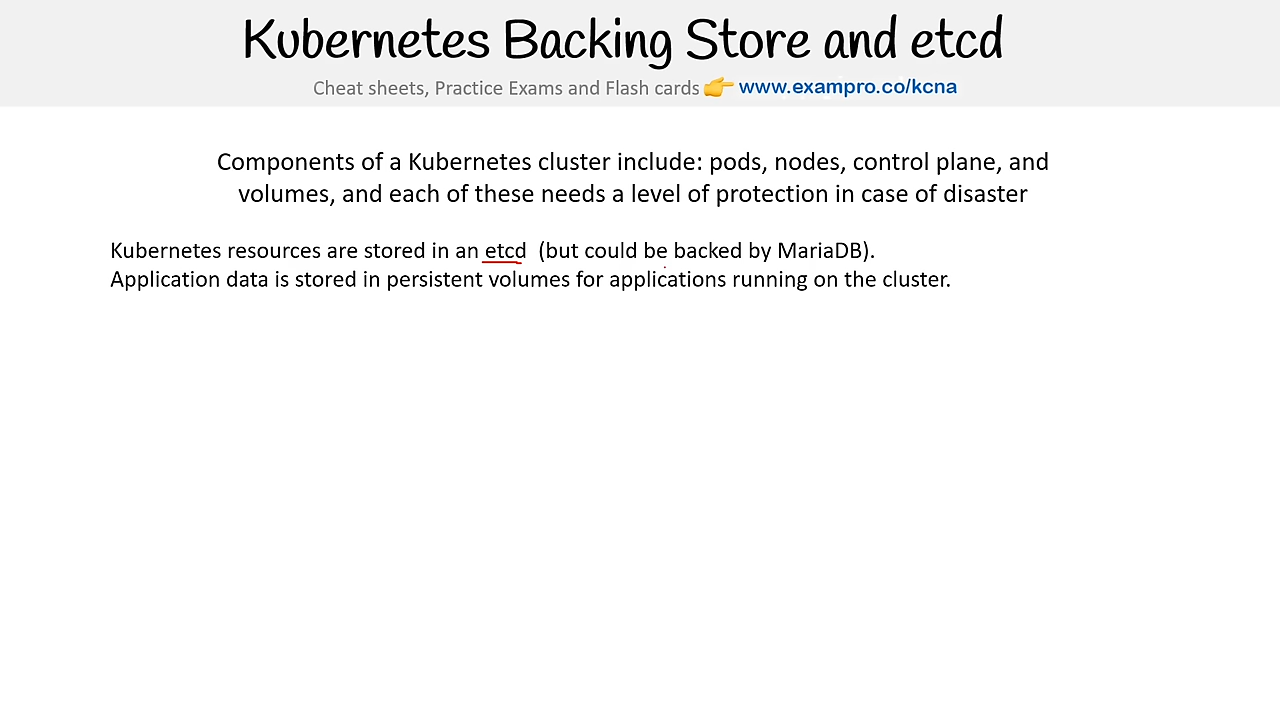 Kubernetes Backing Store and etcd
Cheat sheets, Practice Exams and Flash cards 👉 www.exampro.co/kcna
Components of a Kubernetes cluster include: pods, nodes, control plane, and
volumes, and each of these needs a level of protection in case of disaster
Kubernetes resources are stored in an etcd (but could be backed by MariaDB).
Application data is stored in persistent volumes for applications running on the cluster.